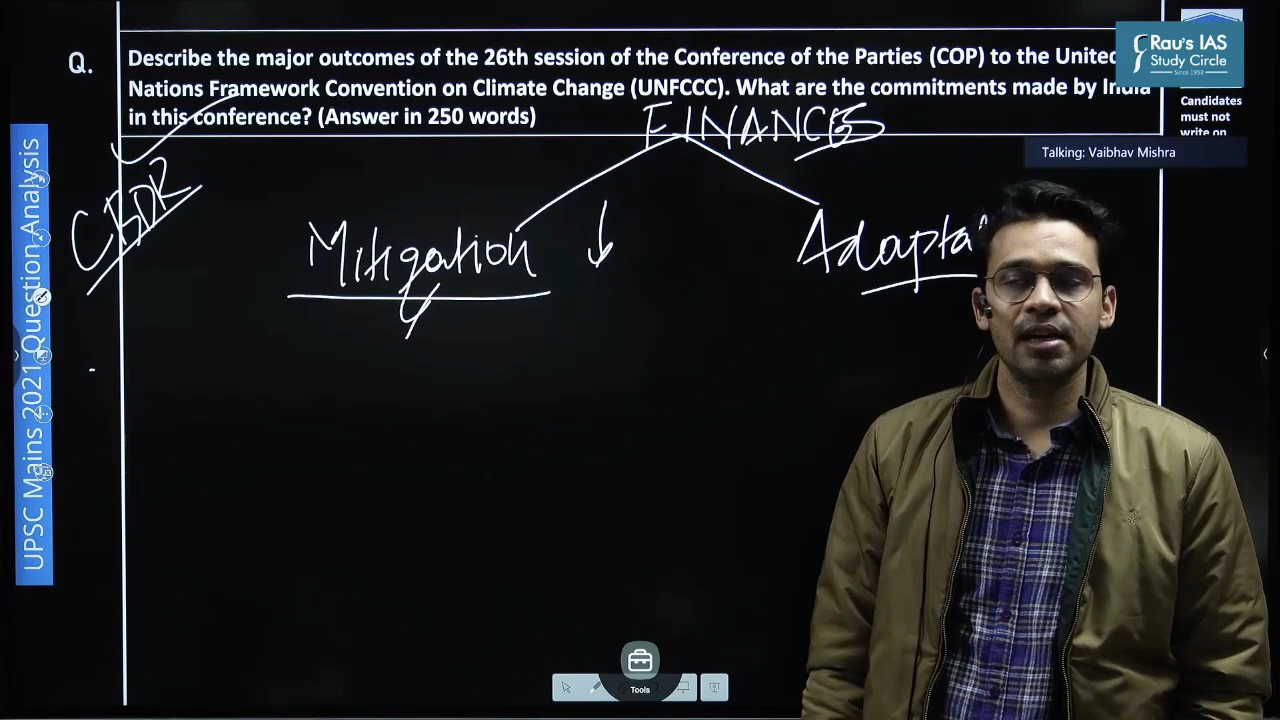 Q.
Describe the major outcomes of the 26th session of the Conference of the Parties (COP) to the United
Nations Framework Convention on Climate Change (UNFCCC). What are the commitments made by India
in this conference? (Answer in 250 words)
Rau's IAS
Study Circle
Since 1953
Candidates
must not
write on
Talking: Vaibhav Mishra
FINANCES
CBDR
Mitigation
Adapta
UPSC Mains 2021 Question Analysis
Tools